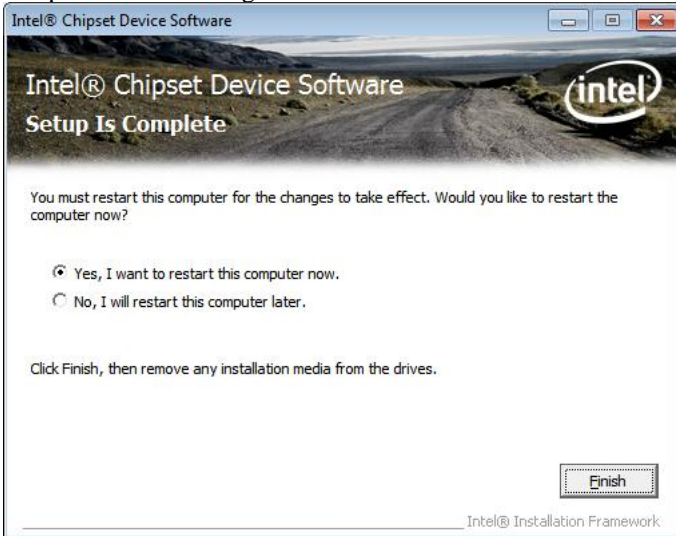 Intel® Chipset Device Software
Intel® Chipset Device Software
intel
Setup Is Complete
You must restart this computer for the changes to take effect. Would you like to restart the
computer now?
Yes, I want to restart this computer now.
No, I will restart this computer later.
Click Finish, then remove any installation media from the drives.
Finish
Intel® Installation Framework